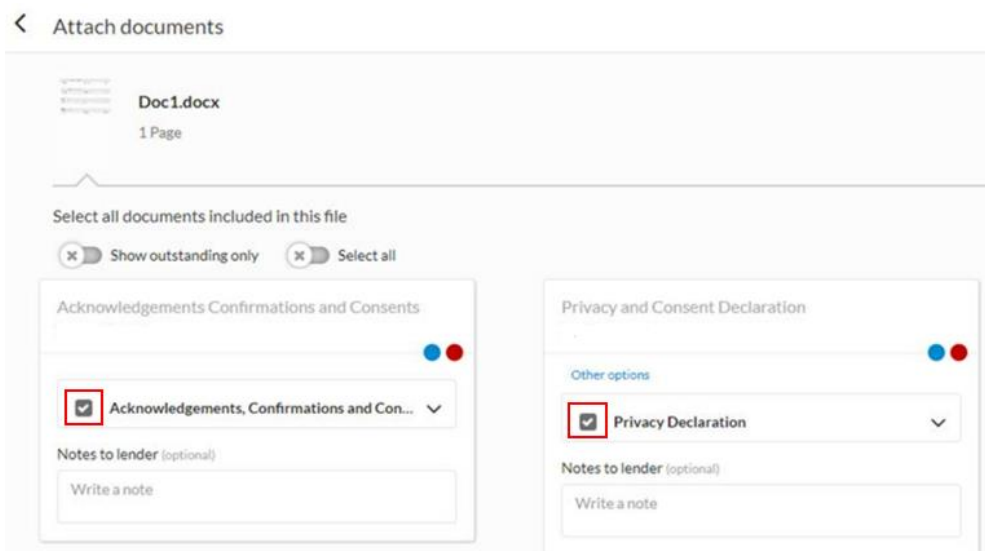 Attach documents
Doc1.docx
1 Page
Select all documents included in this file
Show outstanding only Select all
Acknowledgements Confirmations and Consents
Acknowledgements, Confirmations and Con...
Notes to lender (optional)
Write a note
Privacy and Consent Declaration
Other options
Privacy Declaration
Notes to lender (optional)
Write a note